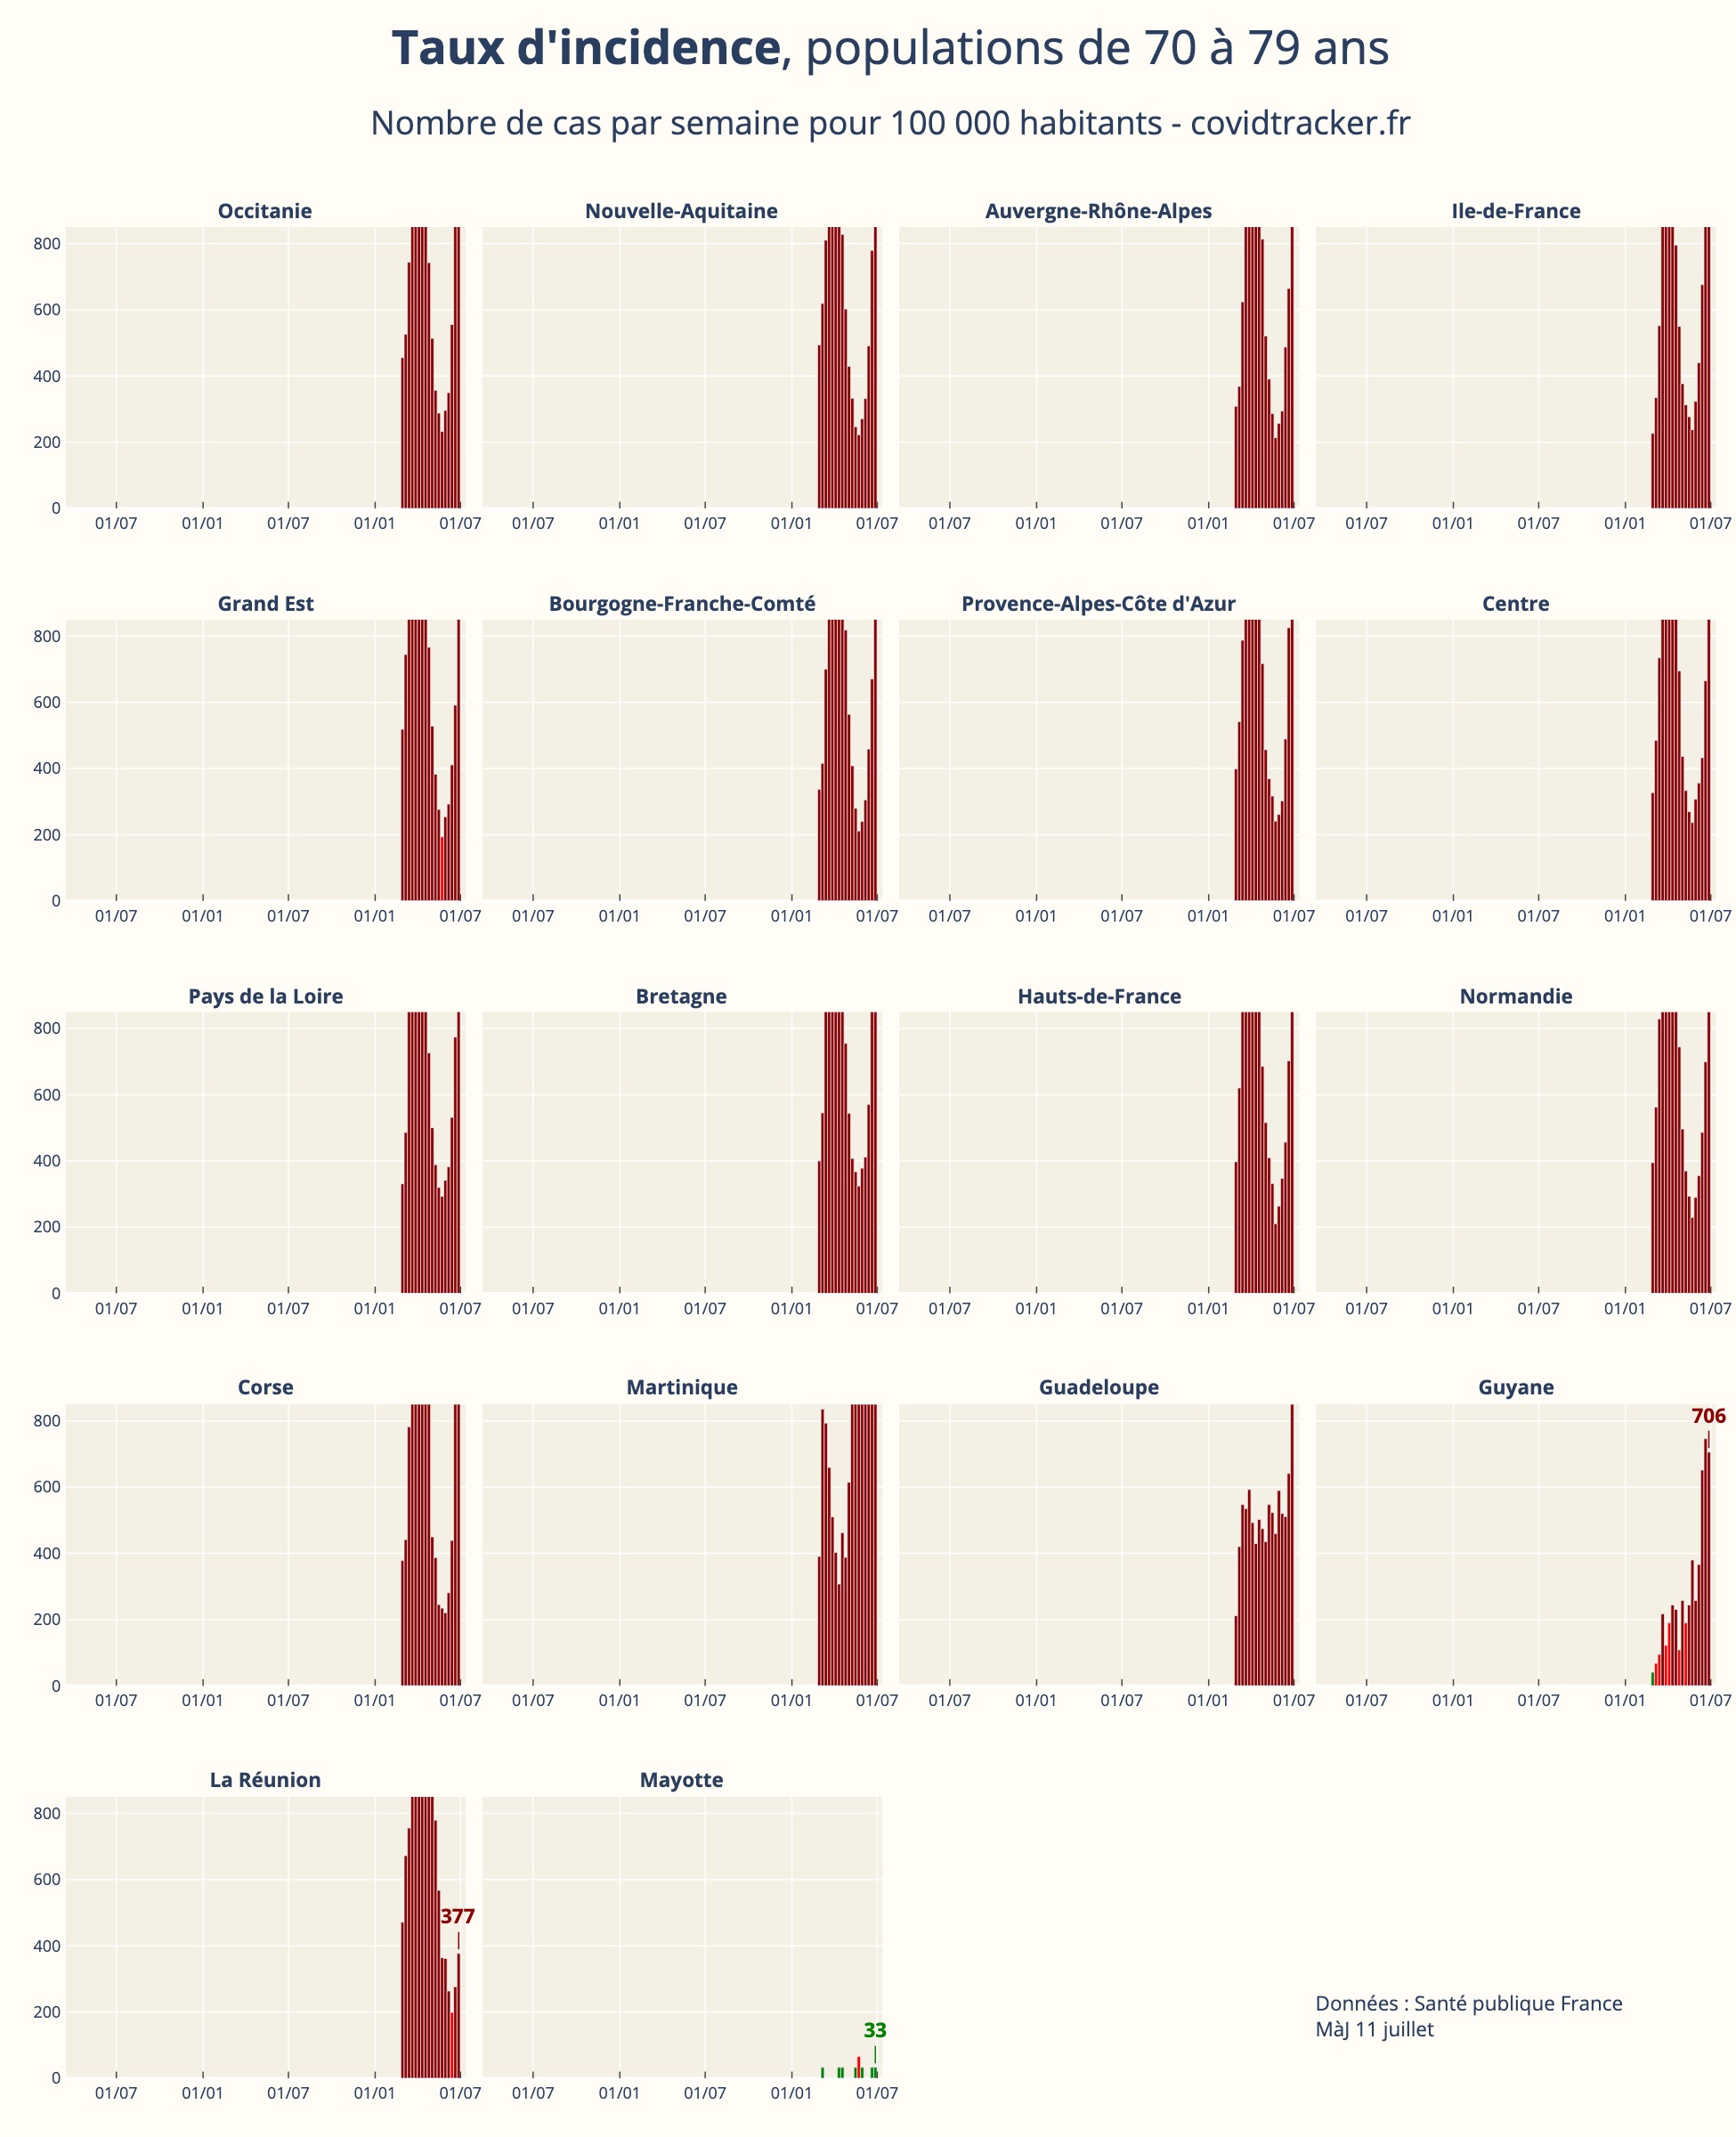 Taux d'incidence, populations de 70 à 79 ans
Nombre de cas par semaine pour 100 000 habitants - covidtracker.fr
Occitanie Nouvelle-Aquitaine Auvergne-Rhône-Alpes Ile-de-France
800
600
400
200
0
01/07 01/01 01/07 01/01 01/07 01/07 01/01 01/07 01/01 01/07 01/07 01/01 01/07 01/01 01/07 01/07 01/01 01/07 01/01 01/07
Grand Est Bourgogne-Franche-Comté Provence-Alpes-Côte d'Azur Centre
800
600
400
200
0
01/07 01/01 01/07 01/01 01/07 01/07 01/01 01/07 01/01 01/07 01/07 01/01 01/07 01/01 01/07 01/07 01/01 01/07 01/01 01/07
Pays de la Loire Bretagne Hauts-de-France Normandie
800
600
400
200
0
01/07 01/01 01/07 01/01 01/07 01/07 01/01 01/07 01/01 01/07 01/07 01/01 01/07 01/01 01/07 01/07 01/01 01/07 01/01 01/07
Corse Martinique Guadeloupe Guyane
706
800
600
400
200
0
01/07 01/01 01/07 01/01 01/07 01/07 01/01 01/07 01/01 01/07 01/07 01/01 01/07 01/01 01/07 01/07 01/01 01/07 01/01 01/07
La Réunion Mayotte
800
600
377
400
200
33
0
01/07 01/01 01/07 01/01 01/07 01/07 01/01 01/07 01/01 01/07
Données : Santé publique France
MàJ 11 juillet